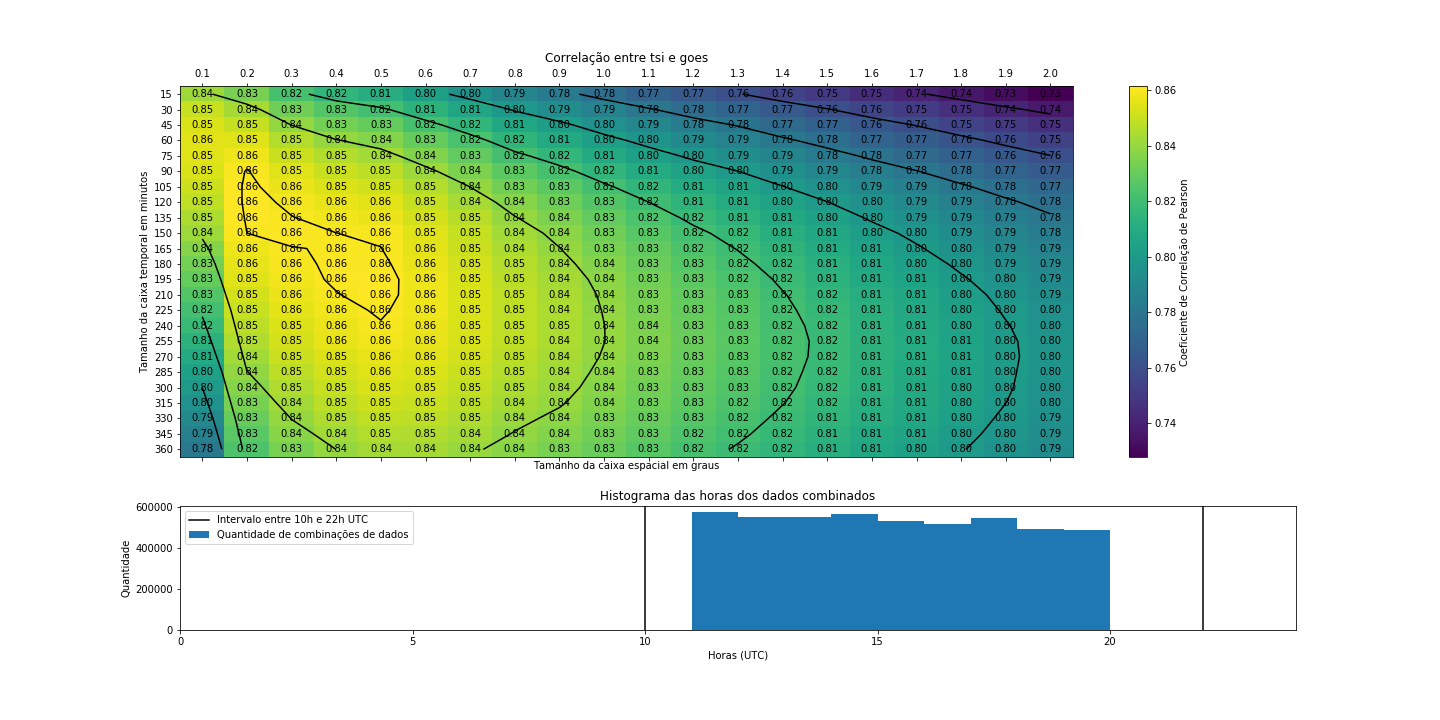 Correlação entre tsi e goes
0.1 0.2 0.3 0.4 0.5 0.6 0.7 0.8 0.9 1.0 1.1 1.2 1.3 1.4 1.5 1.6 1.7 1.8 1.9 2.0
15 0.84 0.83 0.82 0.82 0.81 0.80 0.80 0.79 0.78 0.78 0.77 0.77 0.76 0.76 0.75 0.75 0.74 0.74 0.73 0.73
30 0.85 0.84 0.83 0.83 0.82 0.81 0.81 0.80 0.79 0.79 0.78 0.78 0.77 0.77 0.76 0.76 0.75 0.75 0.74 0.74
45 0.85 0.85 0.84 0.83 0.83 0.82 0.82 0.81 0.80 0.80 0.79 0.78 0.78 0.77 0.77 0.76 0.76 0.75 0.75 0.75
60 0.86 0.85 0.85 0.84 0.84 0.83 0.82 0.82 0.81 0.80 0.80 0.79 0.79 0.78 0.77 0.77 0.76 0.76 0.76 0.75
75 0.85 0.86 0.85 0.85 0.84 0.84 0.83 0.82 0.82 0.81 0.80 0.80 0.79 0.79 0.78 0.78 0.77 0.77 0.76 0.76
90 0.85 0.86 0.85 0.85 0.85 0.84 0.84 0.83 0.82 0.82 0.81 0.80 0.80 0.79 0.79 0.78 0.78 0.78 0.77 0.77
105 0.85 0.86 0.86 0.85 0.85 0.85 0.84 0.83 0.83 0.82 0.82 0.81 0.81 0.80 0.80 0.79 0.79 0.78 0.78 0.77
120 0.85 0.86 0.86 0.86 0.86 0.85 0.84 0.84 0.83 0.83 0.82 0.81 0.81 0.80 0.80 0.80 0.79 0.79 0.78 0.78
135 0.85 0.86 0.86 0.86 0.86 0.85 0.85 0.84 0.84 0.83 0.82 0.82 0.81 0.81 0.80 0.80 0.79 0.79 0.79 0.78
150 0.84 0.86 0.86 0.86 0.86 0.85 0.85 0.84 0.84 0.83 0.83 0.82 0.82 0.81 0.81 0.80 0.80 0.79 0.79 0.78
165 0.84 0.86 0.86 0.86 0.86 0.86 0.85 0.85 0.84 0.83 0.83 0.82 0.82 0.81 0.81 0.81 0.80 0.80 0.79 0.79
180 0.83 0.86 0.86 0.86 0.86 0.86 0.85 0.85 0.84 0.84 0.83 0.83 0.82 0.82 0.81 0.81 0.80 0.80 0.79 0.79
195 0.83 0.85 0.86 0.86 0.86 0.86 0.85 0.85 0.84 0.84 0.83 0.83 0.82 0.82 0.81 0.81 0.80 0.80 0.80 0.79
210 0.83 0.85 0.86 0.86 0.86 0.86 0.85 0.85 0.84 0.84 0.83 0.83 0.82 0.82 0.81 0.81 0.81 0.80 0.80 0.79
225 0.82 0.85 0.86 0.86 0.86 0.86 0.85 0.85 0.85 0.84 0.83 0.83 0.83 0.82 0.82 0.81 0.81 0.80 0.80 0.80
240 0.82 0.85 0.85 0.86 0.86 0.86 0.85 0.85 0.85 0.84 0.84 0.83 0.83 0.82 0.82 0.81 0.81 0.80 0.80 0.80
255 0.81 0.85 0.85 0.86 0.86 0.86 0.85 0.85 0.85 0.84 0.84 0.83 0.83 0.82 0.82 0.81 0.81 0.81 0.80 0.80
270 0.81 0.84 0.85 0.85 0.86 0.86 0.85 0.85 0.84 0.84 0.83 0.83 0.83 0.82 0.82 0.81 0.81 0.81 0.80 0.80
285 0.80 0.84 0.85 0.85 0.86 0.85 0.85 0.85 0.84 0.84 0.83 0.83 0.83 0.82 0.82 0.81 0.81 0.80 0.80 0.80
300 0.80 0.84 0.85 0.85 0.85 0.85 0.85 0.85 0.84 0.84 0.83 0.83 0.83 0.82 0.82 0.81 0.81 0.80 0.80 0.80
315 0.80 0.83 0.84 0.85 0.85 0.85 0.85 0.84 0.84 0.84 0.83 0.83 0.82 0.82 0.82 0.81 0.81 0.80 0.80 0.80
330 0.79 0.83 0.84 0.85 0.85 0.85 0.85 0.84 0.84 0.83 0.83 0.83 0.82 0.82 0.81 0.81 0.81 0.80 0.80 0.79
345 0.79 0.83 0.84 0.84 0.85 0.85 0.84 0.84 0.84 0.83 0.83 0.82 0.82 0.82 0.81 0.81 0.81 0.80 0.80 0.79
360 0.78 0.82 0.84 0.84 0.84 0.84 0.84 0.84 0.83 0.83 0.83 0.82 0.82 0.82 0.81 0.81 0.80 0.80 0.80 0.79
Tamanho da caixa temporal em minutos
Tamanho da caixa espacial em graus
0.86
0.84
0.82
0.80
0.78
0.76
0.74
Coeficiente de Correlação de Pearson
Histograma das horas dos dados combinados
Intervalo entre 10h e 22h UTC
Quantidade de combinações de dados
600000
400000
200000
0
Quantidade
0 5 10 15 20
Horas (UTC)